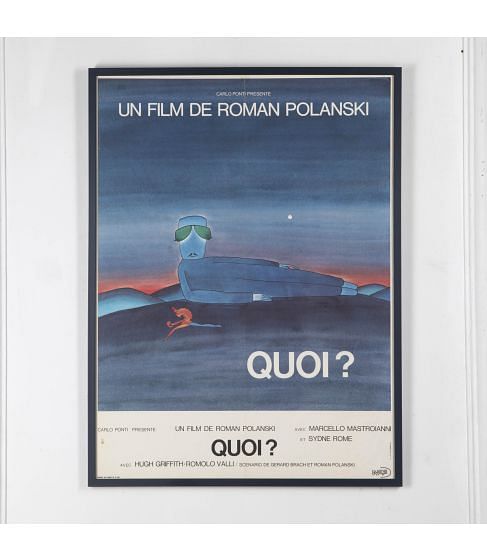 CARLO PONTI PRESENTE
UN FILM DE ROMAN POLANSKI
QUOI ?
CARLO PONTI PRESENTE
UN FILM DE ROMAN POLANSKI
AVEC MARCELLO MASTROIANNI
ET SYDNE ROME
QUOI ?
AVEC HUGH GRIFFITH-ROMOLO VALLI / SCENARIO DE GERARD BRACH ET ROMAN POLANSKI